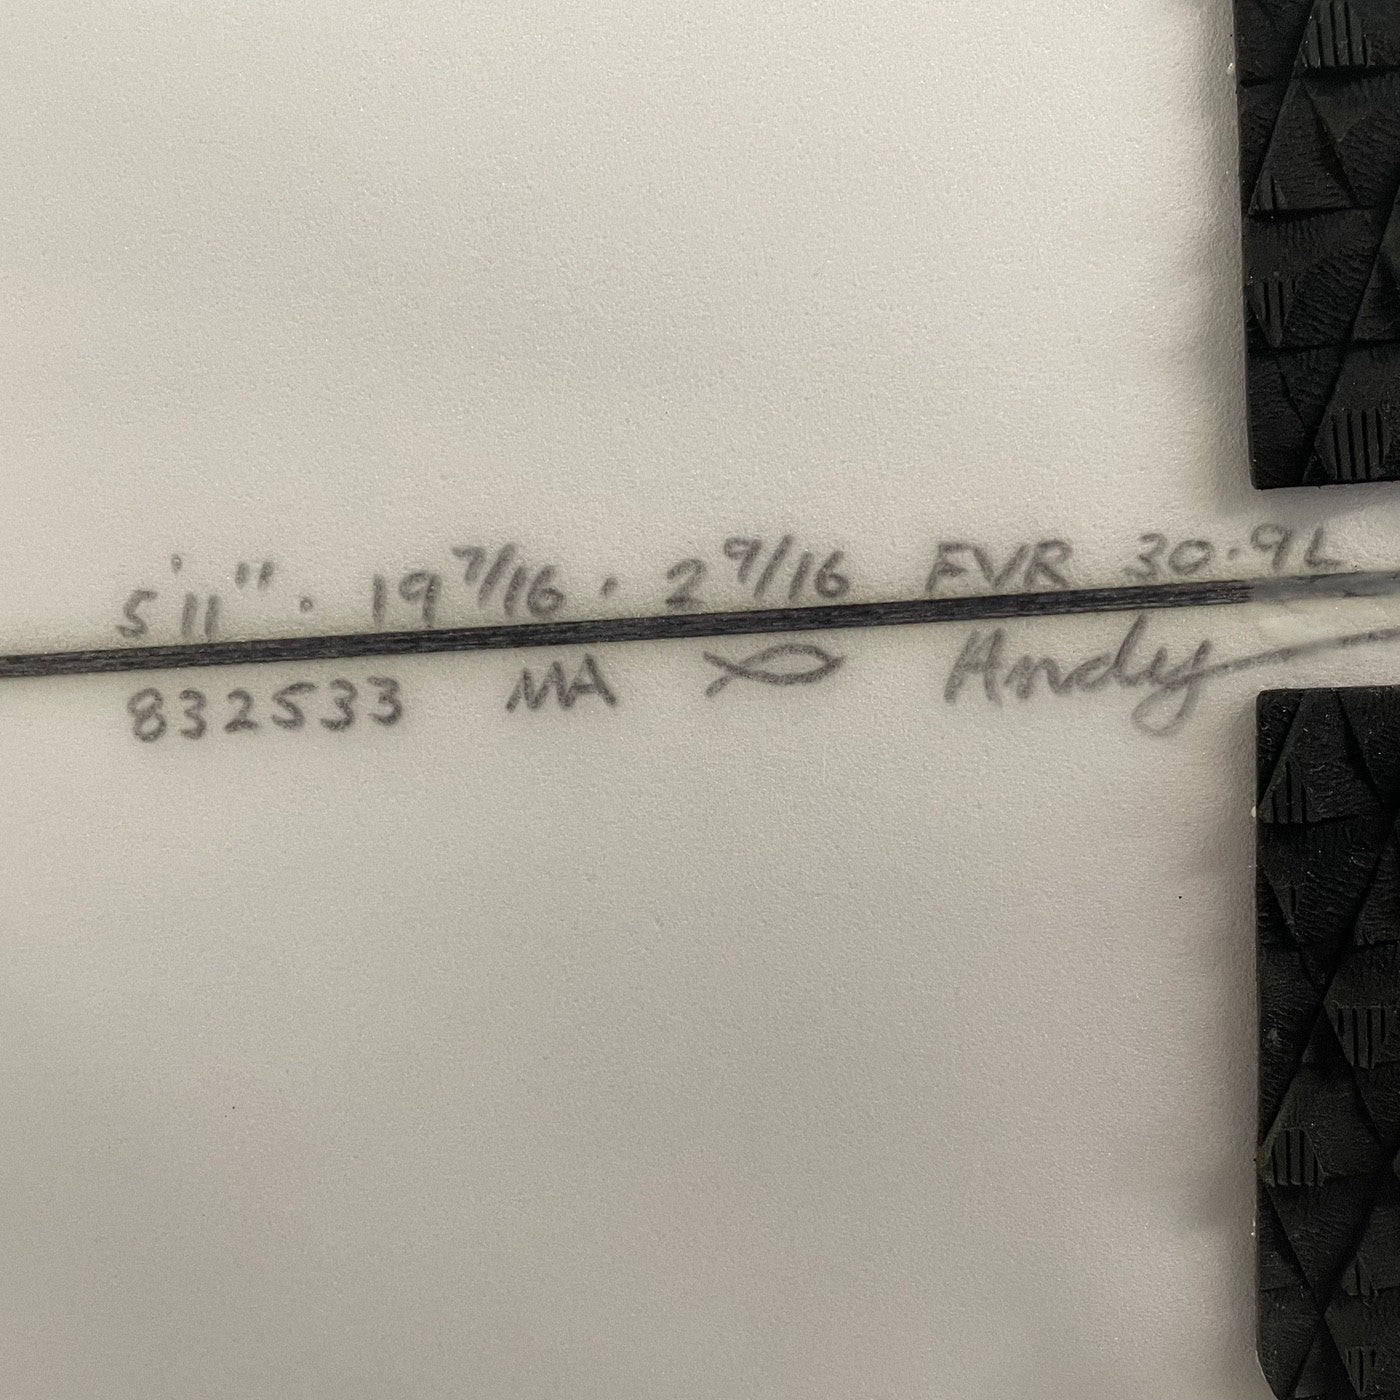 5'11" . 19 7/16 . 2 9/16 FVR 30.9L
832533 MA Andy